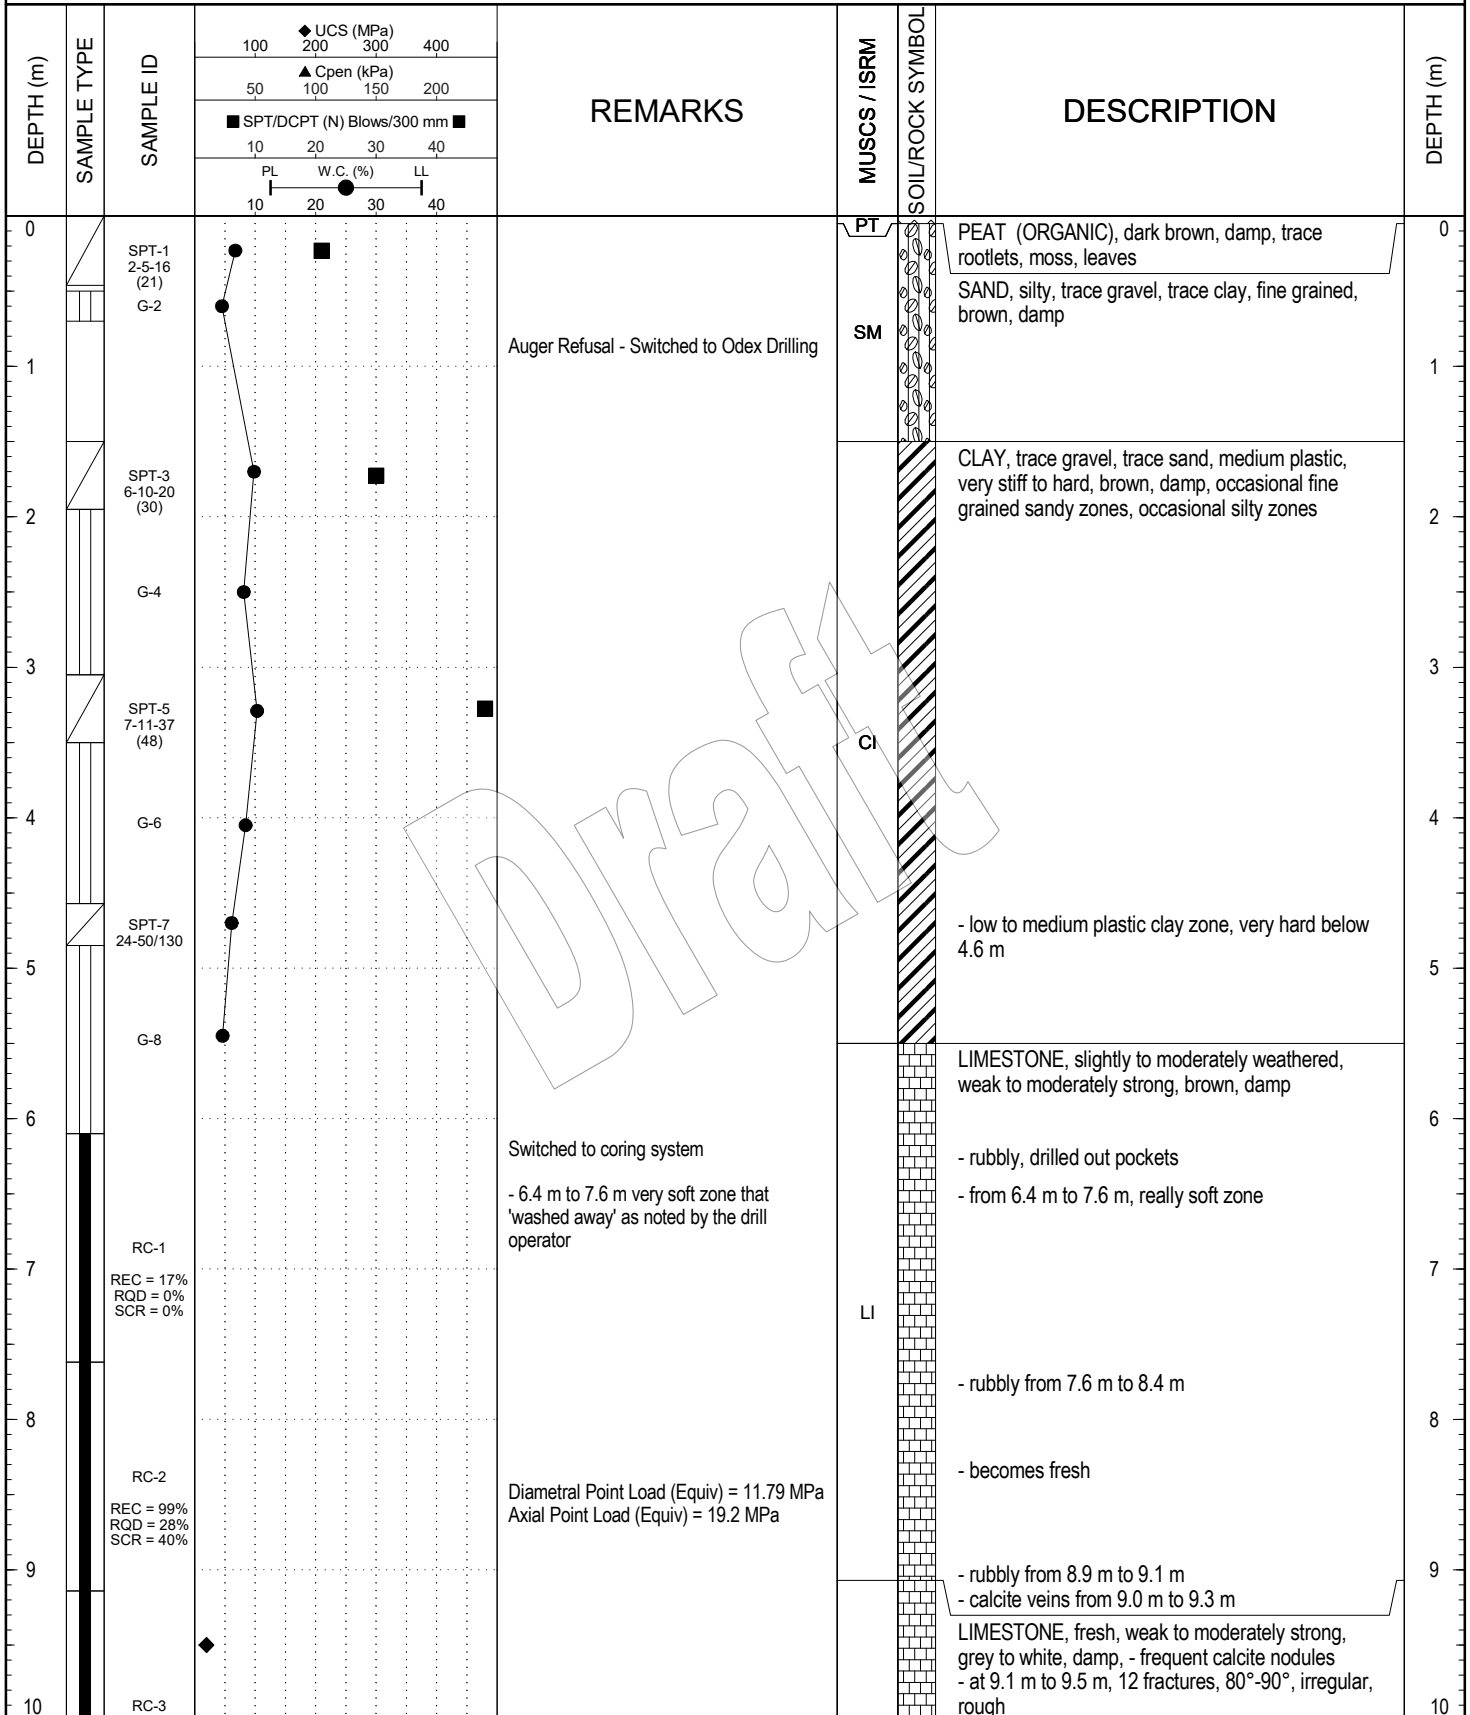 DEPTH (m)
SAMPLE TYPE
SAMPLE ID
◆ UCS (MPa)
100 200 300 400
▲ Cpen (kPa)
50 100 150 200
■ SPT/DCPT (N) Blows/300 mm ■
10 20 30 40
PL W.C. (%) LL
10 20 30 40
REMARKS
MUSCS / ISRM
SOIL/ROCK SYMBOL
DESCRIPTION
DEPTH (m)
0
SPT-1
2-5-16
(21)
G-2
PT
PEAT (ORGANIC), dark brown, damp, trace
rootlets, moss, leaves
0
SAND, silty, trace gravel, trace clay, fine grained,
brown, damp
SM
Auger Refusal - Switched to Odex Drilling
1
1
SPT-3
6-10-20
(30)
CLAY, trace gravel, trace sand, medium plastic,
very stiff to hard, brown, damp, occasional fine
grained sandy zones, occasional silty zones
2
2
G-4
3
3
SPT-5
7-11-37
(48)
CI
Draft
4
G-6
4
SPT-7
24-50/130
- low to medium plastic clay zone, very hard below
4.6 m
5
5
G-8
LIMESTONE, slightly to moderately weathered,
weak to moderately strong, brown, damp
6
6
Switched to coring system
- rubbly, drilled out pockets
- 6.4 m to 7.6 m very soft zone that
'washed away' as noted by the drill
operator
- from 6.4 m to 7.6 m, really soft zone
RC-1
7
7
REC = 17%
RQD = 0%
SCR = 0%
LI
- rubbly from 7.6 m to 8.4 m
8
8
RC-2
- becomes fresh
REC = 99%
RQD = 28%
SCR = 40%
Diametral Point Load (Equiv) = 11.79 MPa
Axial Point Load (Equiv) = 19.2 MPa
9
- rubbly from 8.9 m to 9.1 m
9
- calcite veins from 9.0 m to 9.3 m
LIMESTONE, fresh, weak to moderately strong,
grey to white, damp, - frequent calcite nodules
- at 9.1 m to 9.5 m, 12 fractures, 80°-90°, irregular,
rough
10
RC-3
10